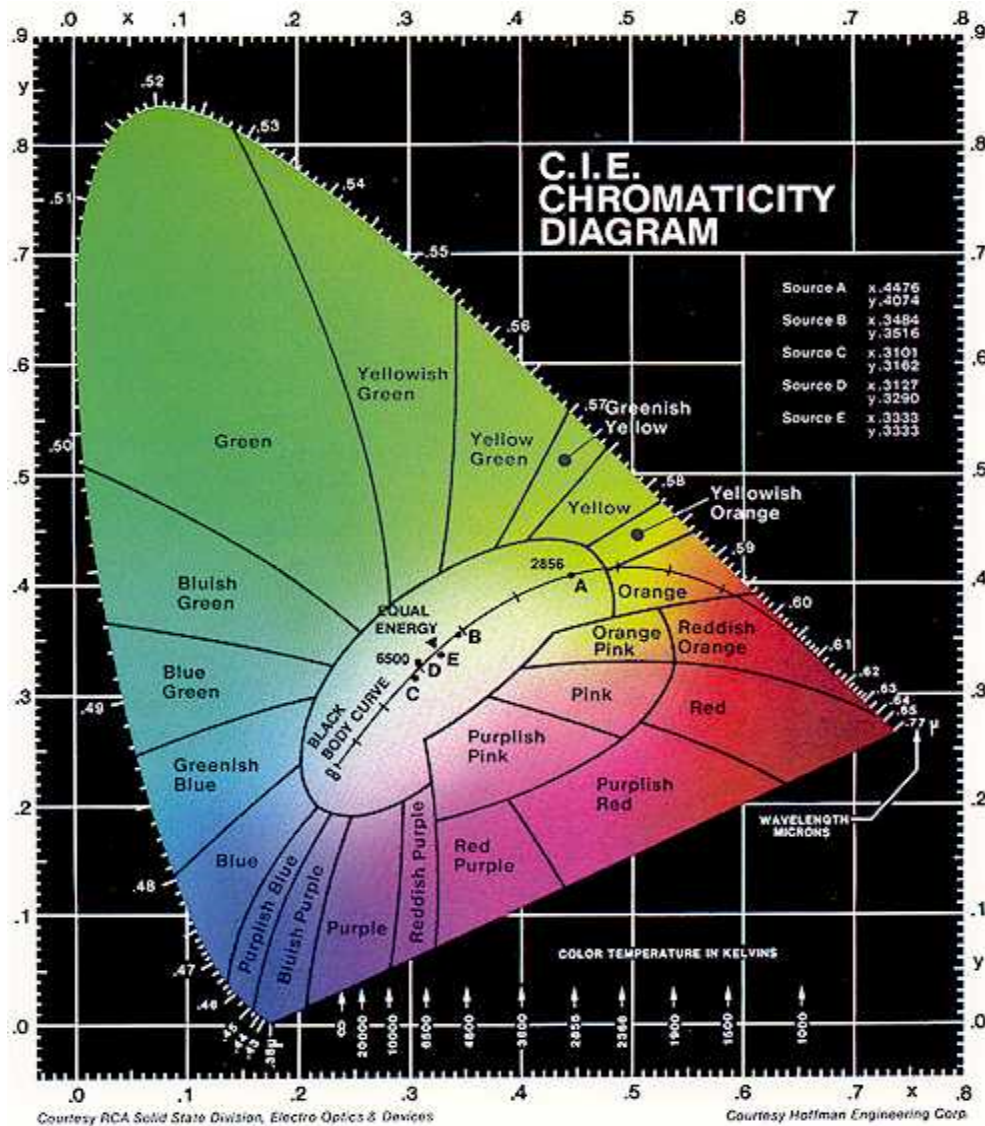 .0 x .1 .2 .3 .4 .5 .6 .7 .8
.9 .9
y
.52
.53
.8 .8
C.I.E.
CHROMATICITY
DIAGRAM
.54
.51
.7 .55 .7
Source A x.4476
y.4074
Source B x.3484
y.3516
.56
Source C x.3101
y.3162
.6 .6
Yellowish
Green
Source D x.3127
y.3290
.57 Greenish
Yellow
Source E x.3333
y.3333
Green
Yellow
Green
.50
.5 .58 .5
Yellowish
Orange
Yellow
.59
2856
.4 Bluish
Green
A Orange .4
.60
EQUAL
ENERGY
B
Orange
Pink
Reddish
Orange
.61
6500 E
D
.62
Blue
Green
C
Pink Red
.63
.64
.65
.3 .3
.77 μ
.49
BLACK
BODY CURVE
∞
Purplish
Pink
Greenish
Blue
Purplish
Red
.2 .2
WAVELENGTH
MICRONS
Blue
Red
Purple
.48
Purplish Blue
Bluish Purple
Purple
Reddish Purple
.1 .1
COLOR TEMPERATURE IN KELVINS
.47
y
.46
.45
.0 .0
∞
20000
10000
6500
4800
3600
2856
1900
1500
1000
.0 .1 .2 .3 .4 .5 .6 .7 x .8
Courtesy RCA Solid State Division, Electro Optics & Devices
Courtesy Hoffman Engineering Corp.